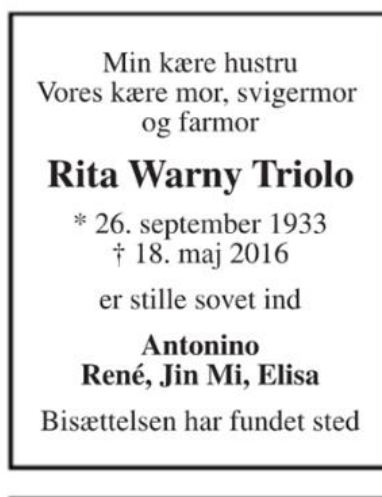 Min kære hustru
Vores kære mor, svigermor
og farmor
Rita Warny Triolo
* 26. september 1933
† 18. maj 2016
er stille sovet ind
Antonino
René, Jin Mi, Elisa
Bisættelsen har fundet sted